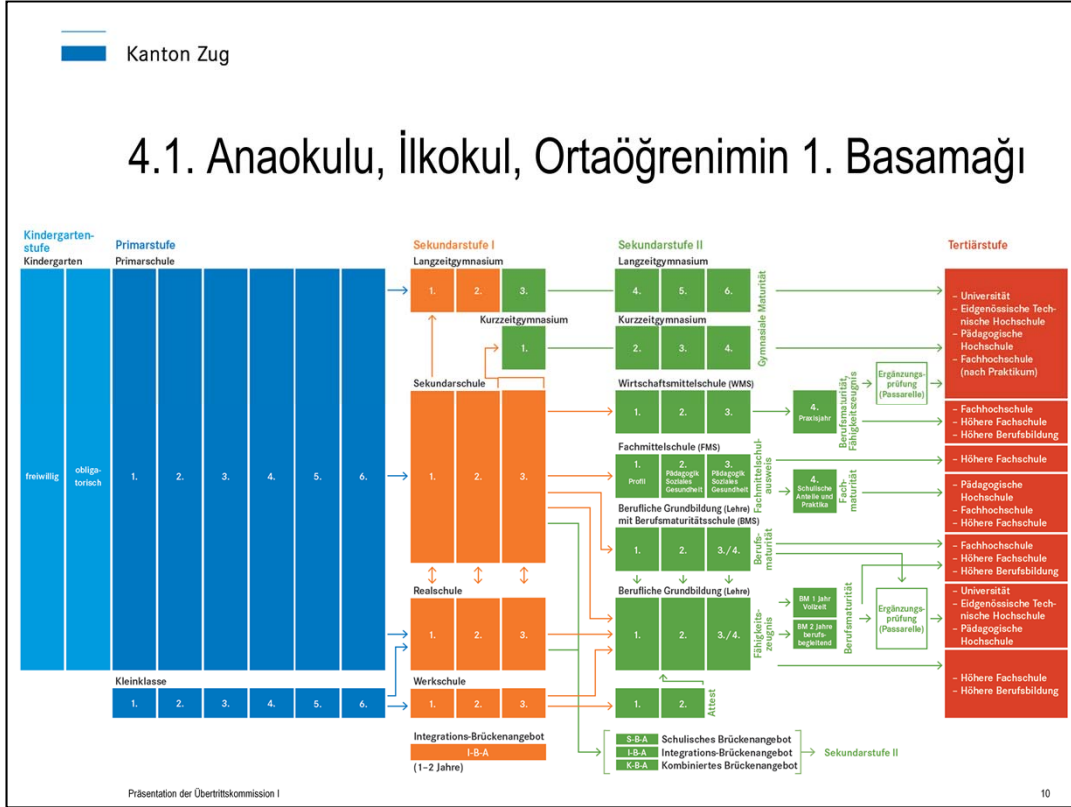 Kanton Zug
4.1. Anaokulu, İlkokul, Ortaöğrenimin 1. Basamağı
Kindergarten-
stufe
Kindergarten
freiwillig
obliga-
torisch
Primarstufe
Primarschule
1. 2. 3. 4. 5. 6.
Kleinklasse
1. 2. 3. 4. 5. 6.
Sekundarstufe I
Langzeitgymnasium
1. 2. 3.
Kurzzeitgymnasium
1.
Sekundarschule
1. 2. 3.
Realschule
1. 2. 3.
Werkschule
1. 2. 3.
Integrations-Brückenangebot
I-B-A
(1–2 Jahre)
Sekundarstufe II
Langzeitgymnasium
4. 5. 6.
Kurzzeitgymnasium
2. 3. 4.
Gymnasiale Maturität
Wirtschaftsmittelschule (WMS)
1. 2. 3.
4.
Praxisjahr
Berufsmaturität,
Fähigkeitszeugnis
Ergänzungs-
prüfung
(Passarelle)
Fachmittelschule (FMS)
1.
Profil
2.
Pädagogik
Soziales
Gesundheit
3.
Pädagogik
Soziales
Gesundheit
Fachmittelschul-
ausweis
4.
Schulische
Anteile und
Praktika
Fach-
maturität
Berufliche Grundbildung (Lehre)
mit Berufsmaturitätsschule (BMS)
1. 2. 3./4.
Berufs-
maturität
Berufliche Grundbildung (Lehre)
1. 2. 3./4.
Fähigkeits-
zeugnis
BM 1 Jahr
Vollzeit
BM 2 Jahre
berufs-
begleitend
Berufsmaturität
Ergänzungs-
prüfung
(Passarelle)
1. 2.
Attest
S-B-A Schulisches Brückenangebot
I-B-A Integrations-Brückenangebot
K-B-A Kombiniertes Brückenangebot
Sekundarstufe II
Tertiärstufe
– Universität
– Eidgenössische Tech-
nische Hochschule
– Pädagogische
Hochschule
– Fachhochschule
(nach Praktikum)
– Fachhochschule
– Höhere Fachschule
– Höhere Berufsbildung
– Höhere Fachschule
– Pädagogische
Hochschule
– Fachhochschule
– Höhere Fachschule
– Fachhochschule
– Höhere Fachschule
– Höhere Berufsbildung
– Universität
– Eidgenössische Tech-
nische Hochschule
– Pädagogische
Hochschule
– Höhere Fachschule
– Höhere Berufsbildung
Präsentation der Übertrittskommission I
10